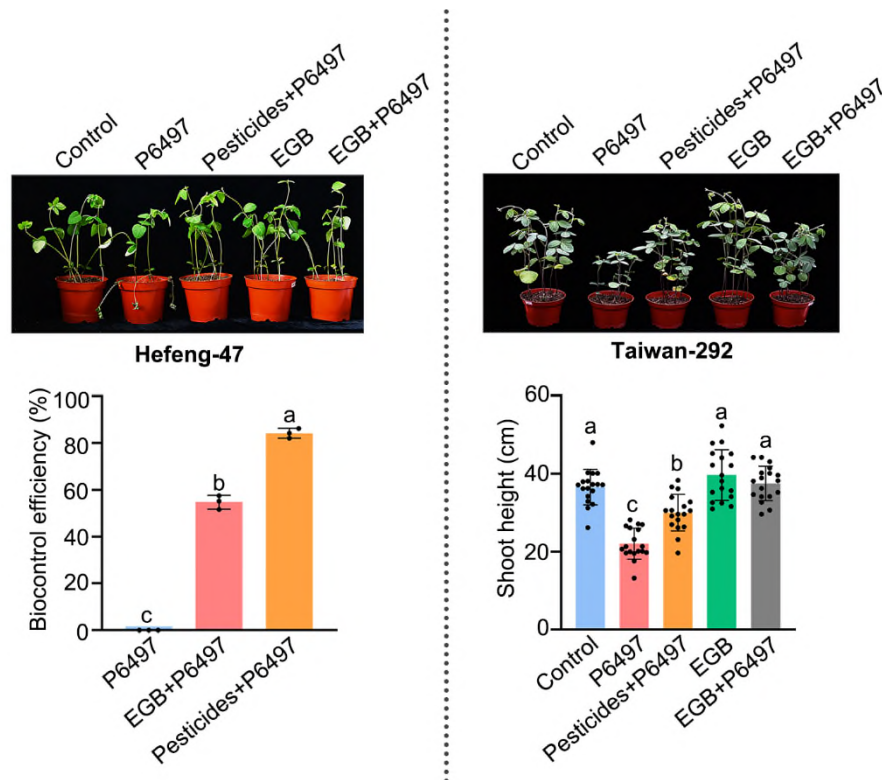 Control
P6497
Pesticides+P6497
EGB
EGB+P6497
Hefeng-47
Biocontrol efficiency (%)
100
80
60
40
20
0
c
b
a
P6497
EGB+P6497
Pesticides+P6497
Control
P6497
Pesticides+P6497
EGB
EGB+P6497
Taiwan-292
Shoot height (cm)
60
40
20
0
a
c
b
a
a
Control
P6497
Pesticides+P6497
EGB
EGB+P6497